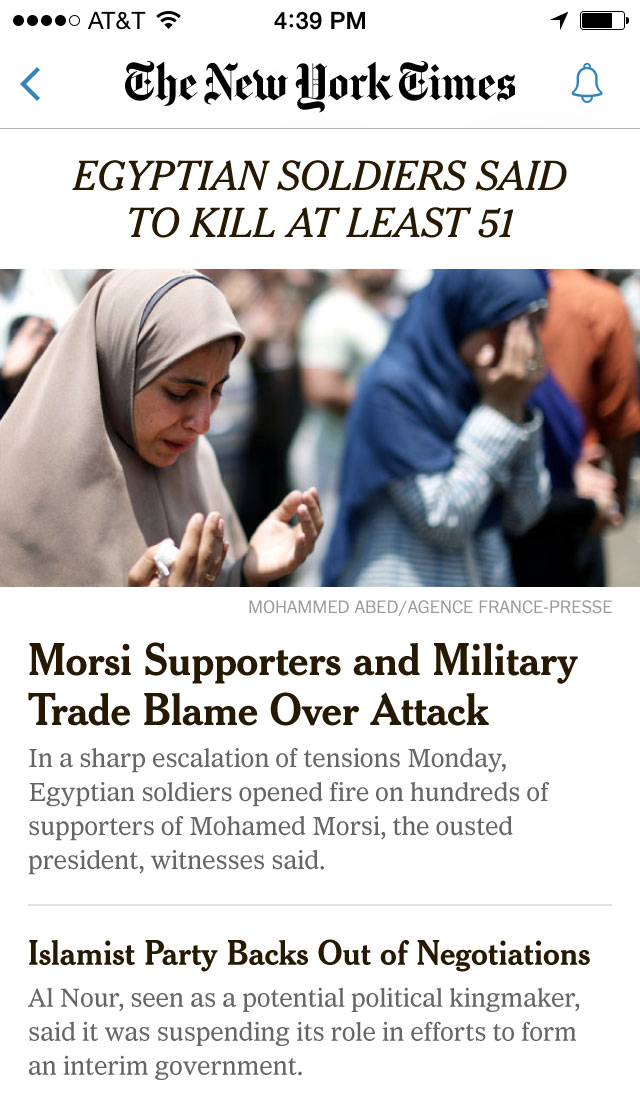 AT&T 4:39 PM
The New York Times
EGYPTIAN SOLDIERS SAID
TO KILL AT LEAST 51
MOHAMMED ABED/AGENCE FRANCE-PRESSE
Morsi Supporters and Military
Trade Blame Over Attack
In a sharp escalation of tensions Monday,
Egyptian soldiers opened fire on hundreds of
supporters of Mohamed Morsi, the ousted
president, witnesses said.
Islamist Party Backs Out of Negotiations
Al Nour, seen as a potential political kingmaker,
said it was suspending its role in efforts to form
an interim government.